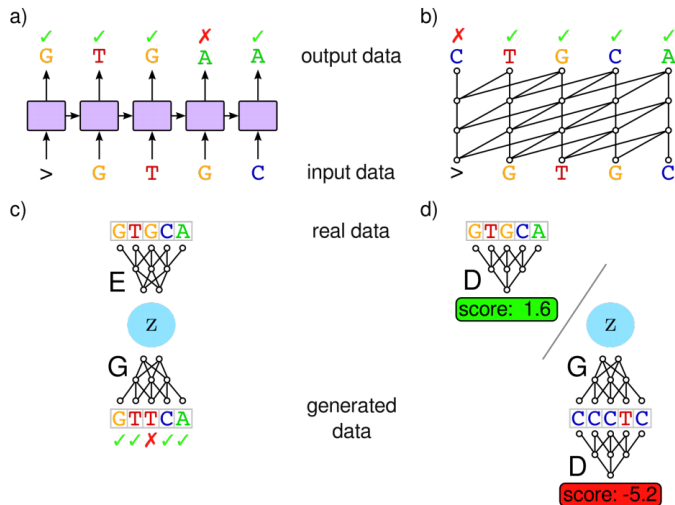 a)
✓ ✓ ✓ ✗ ✓
G T G A A
output data
> G T G C
input data
b)
✗ ✓ ✓ ✓ ✓
C T G C A
> G T G C
c)
GTGCA
real data
E
z
G
GTTCA
✓✓✗✓✓
generated
data
d)
GTGCA
D
score: 1.6
z
G
CCCTC
D
score: -5.2